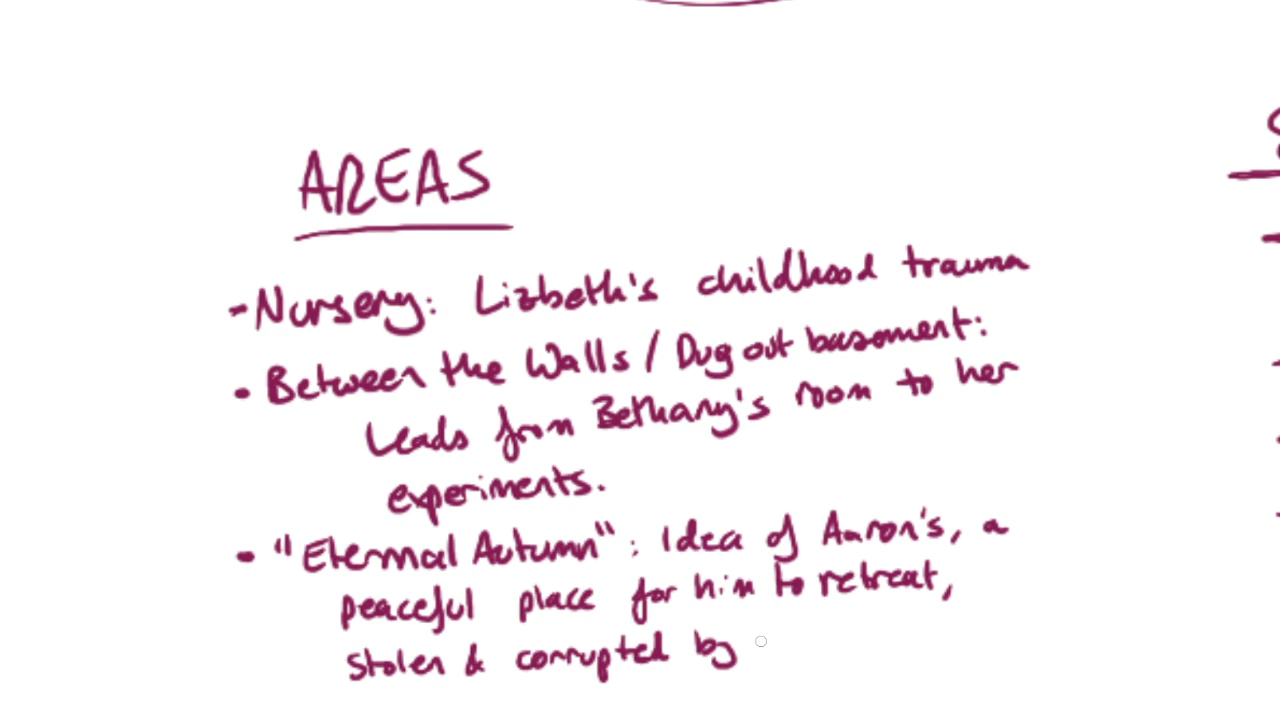 AREAS
- Nursery: Lizbeth's childhood trauma
• Between the Walls / Dug out basement:
Leads from Bethany's room to her
experiments.
• "Eternal Autumn": Idea of Aaron's, a
peaceful place for him to retreat,
stolen & corrupted by